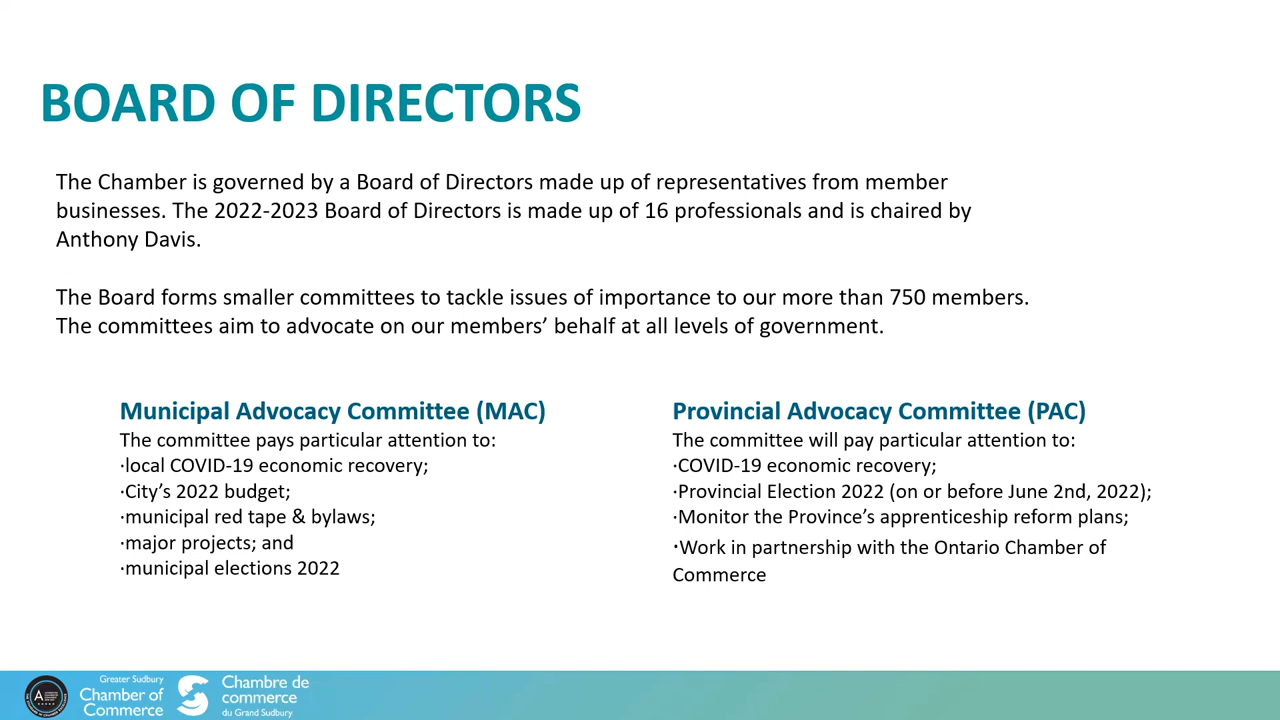 BOARD OF DIRECTORS
The Chamber is governed by a Board of Directors made up of representatives from member
businesses. The 2022-2023 Board of Directors is made up of 16 professionals and is chaired by
Anthony Davis.
The Board forms smaller committees to tackle issues of importance to our more than 750 members.
The committees aim to advocate on our members’ behalf at all levels of government.
Municipal Advocacy Committee (MAC)
The committee pays particular attention to:
·local COVID-19 economic recovery;
·City’s 2022 budget;
·municipal red tape & bylaws;
·major projects; and
·municipal elections 2022
Provincial Advocacy Committee (PAC)
The committee will pay particular attention to:
·COVID-19 economic recovery;
·Provincial Election 2022 (on or before June 2nd, 2022);
·Monitor the Province’s apprenticeship reform plans;
·Work in partnership with the Ontario Chamber of
Commerce
A
Greater Sudbury
Chamber of
Commerce
Chambre de
commerce
du Grand Sudbury